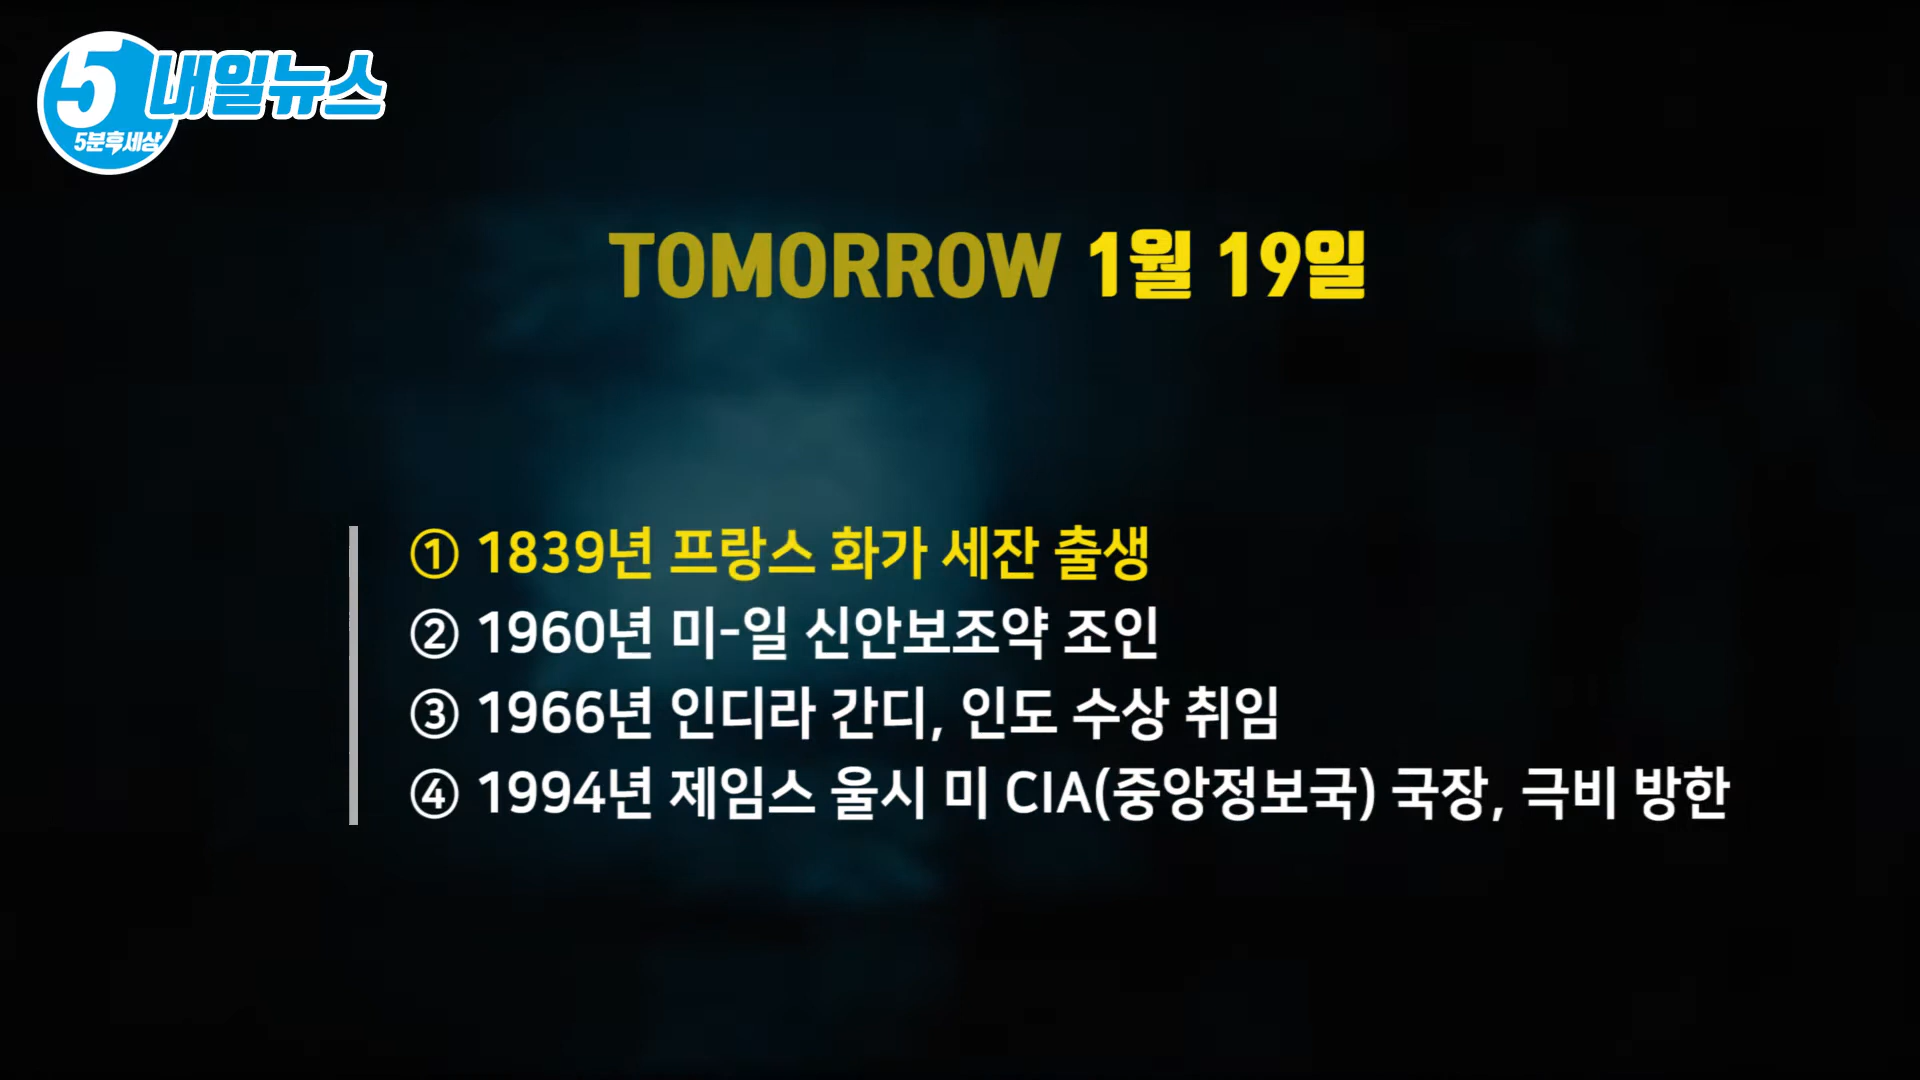 5 내일뉴스
5분후세상
TOMORROW 1월 19일
① 1839년 프랑스 화가 세잔 출생
② 1960년 미-일 신안보조약 조인
③ 1966년 인디라 간디, 인도 수상 취임
④ 1994년 제임스 울시 미 CIA(중앙정보국) 국장, 극비 방한